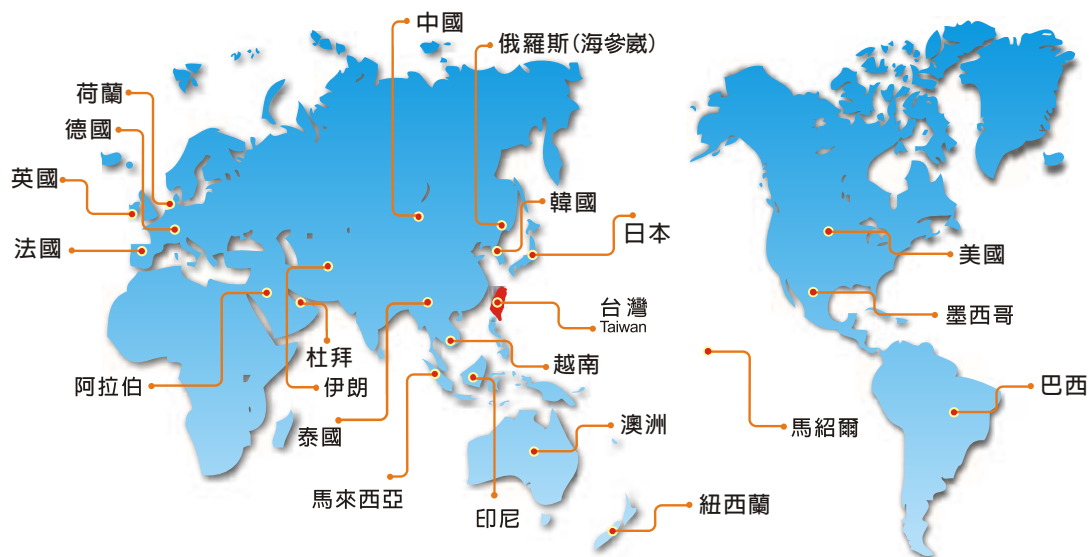 中國
俄羅斯(海參崴)
荷蘭
德國
英國
韓國
日本
法國
美國
台灣
Taiwan
墨西哥
杜拜
越南
阿拉伯
伊朗
巴西
泰國
澳洲
馬紹爾
馬來西亞
印尼
紐西蘭